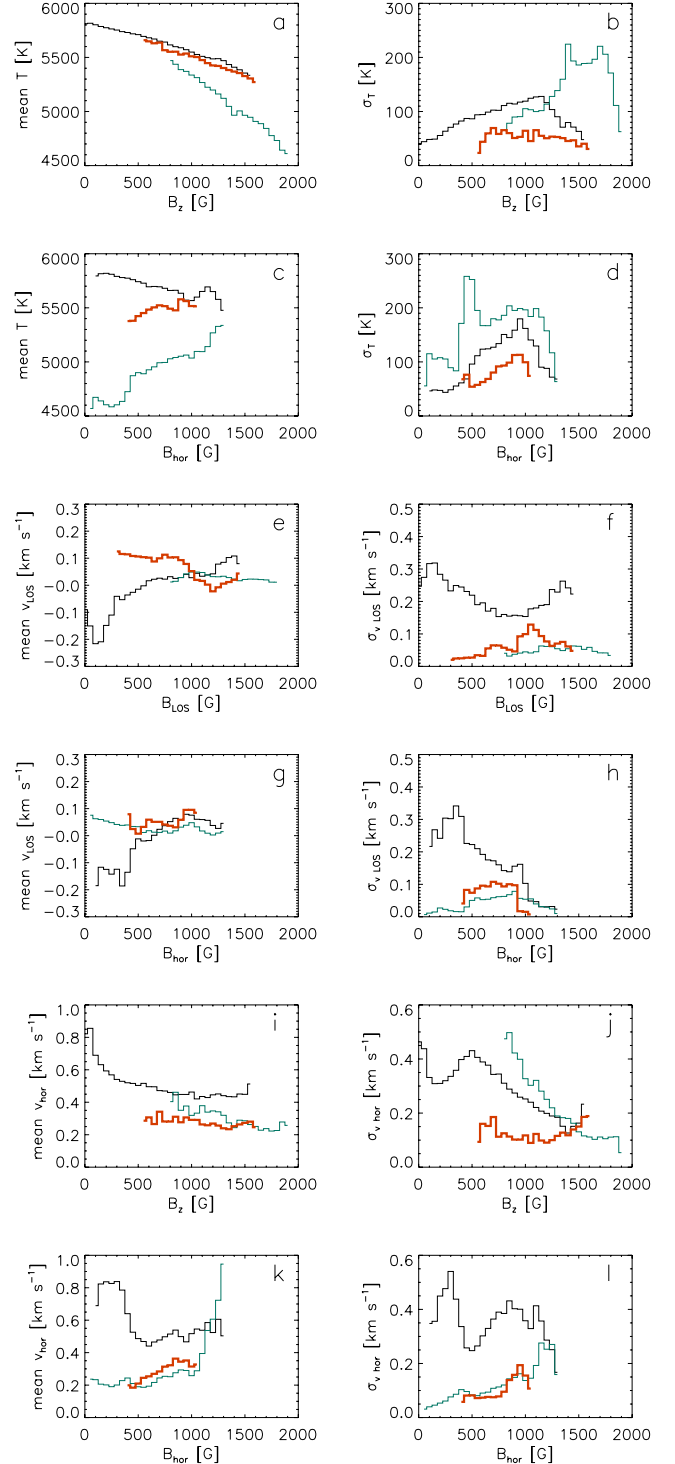 a
6000
5500
5000
4500
mean T [K]
0 500 1000 1500 2000
B_z [G]
b
300
200
100
0
σ_T [K]
0 500 1000 1500 2000
B_z [G]
c
6000
5500
5000
4500
mean T [K]
0 500 1000 1500 2000
B_hor [G]
d
300
200
100
0
σ_T [K]
0 500 1000 1500 2000
B_hor [G]
e
0.3
0.2
0.1
-0.0
-0.1
-0.2
-0.3
mean v_LOS [km s⁻¹]
0 500 1000 1500 2000
B_LOS [G]
f
0.5
0.4
0.3
0.2
0.1
0.0
σ_v LOS [km s⁻¹]
0 500 1000 1500 2000
B_LOS [G]
g
0.3
0.2
0.1
-0.0
-0.1
-0.2
-0.3
mean v_LOS [km s⁻¹]
0 500 1000 1500 2000
B_hor [G]
h
0.5
0.4
0.3
0.2
0.1
0.0
σ_v LOS [km s⁻¹]
0 500 1000 1500 2000
B_hor [G]
i
1.0
0.8
0.6
0.4
0.2
0.0
mean v_hor [km s⁻¹]
0 500 1000 1500 2000
B_z [G]
j
0.6
0.4
0.2
0.0
σ_v hor [km s⁻¹]
0 500 1000 1500 2000
B_z [G]
k
1.0
0.8
0.6
0.4
0.2
0.0
mean v_hor [km s⁻¹]
0 500 1000 1500 2000
B_hor [G]
l
0.6
0.4
0.2
0.0
σ_v hor [km s⁻¹]
0 500 1000 1500 2000
B_hor [G]